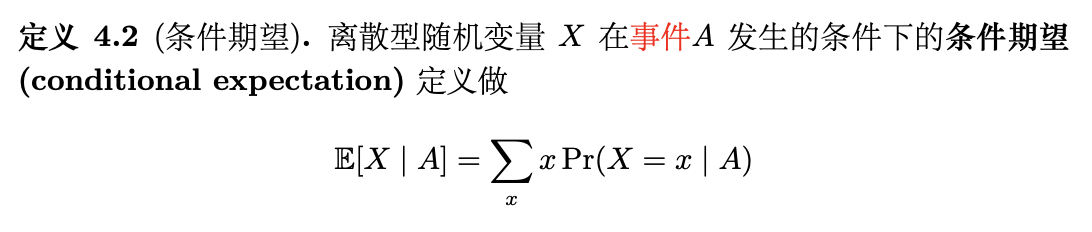 定义 4.2 (条件期望). 离散型随机变量 X 在事件A 发生的条件下的条件期望
(conditional expectation) 定义做
𝔼[X | A] = ∑ₓ x Pr(X = x | A)